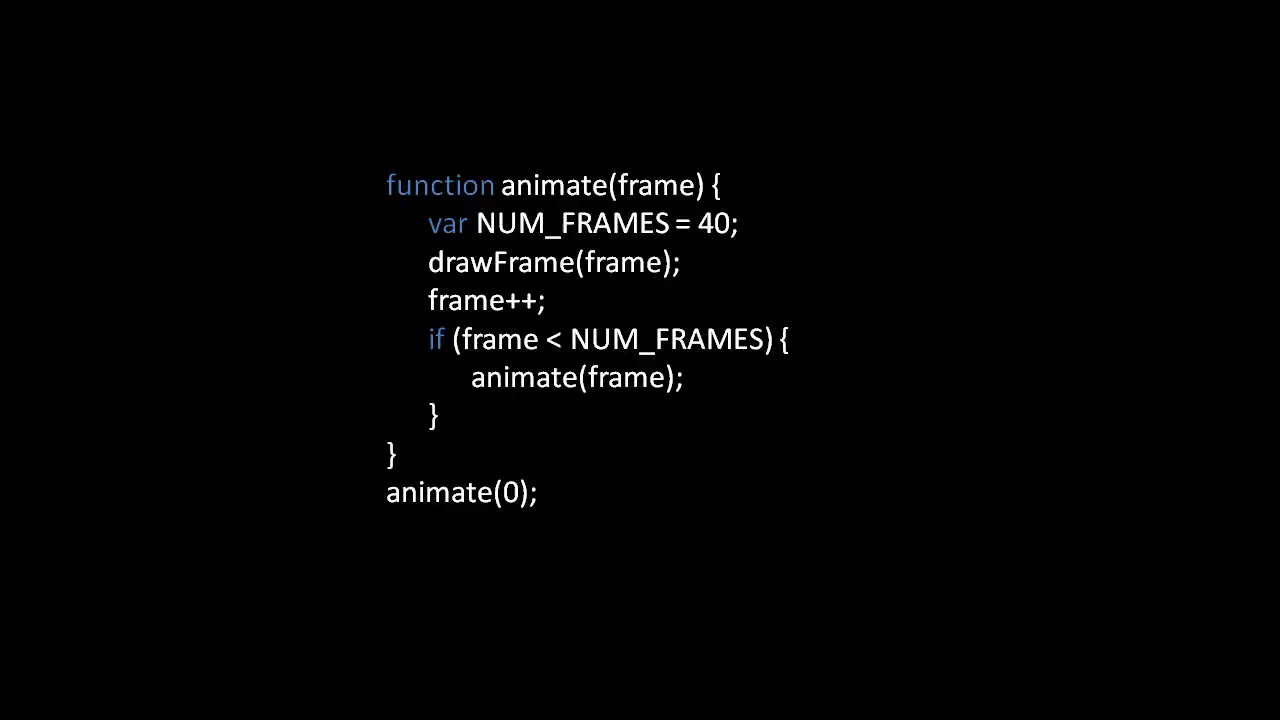 function animate(frame) {
var NUM_FRAMES = 40;
drawFrame(frame);
frame++;
if (frame < NUM_FRAMES) {
animate(frame);
}
}
animate(0);